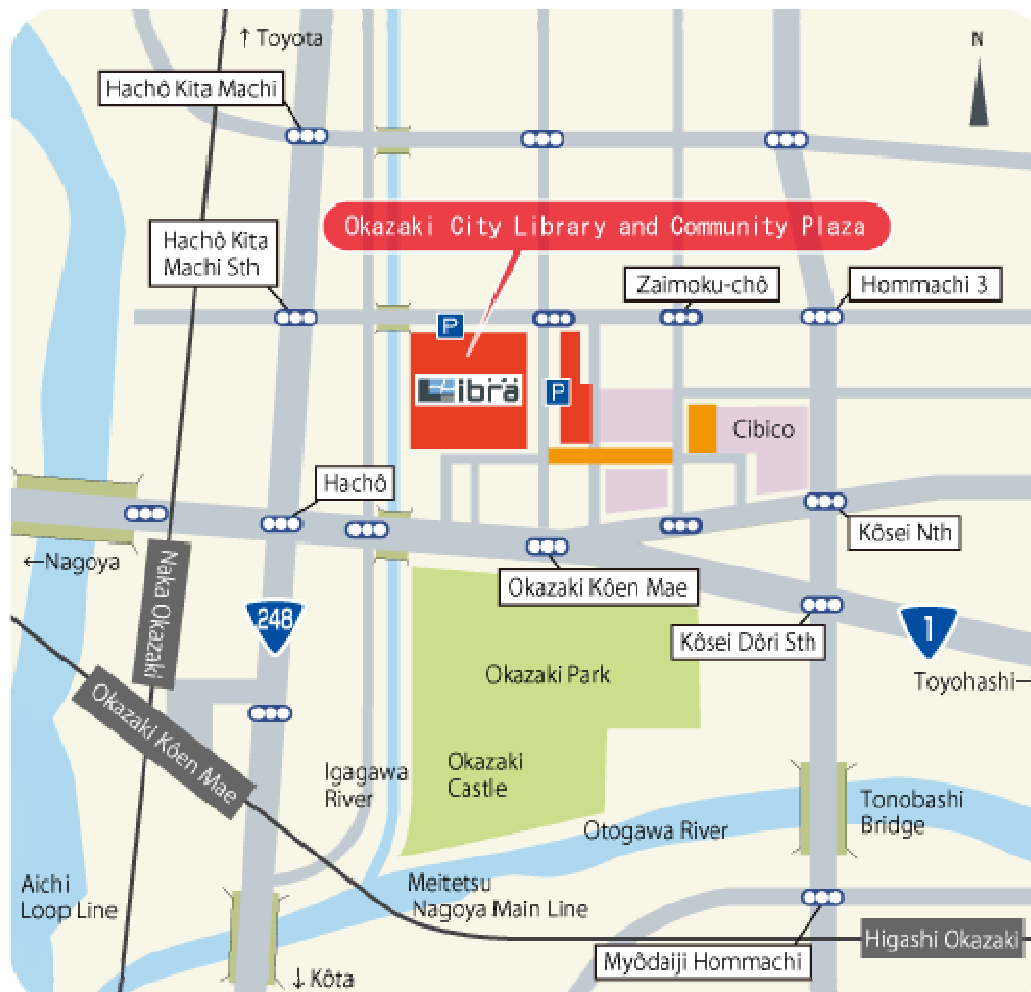 ↑ Toyota
N
Hachô Kita Machi
Okazaki City Library and Community Plaza
Hachô Kita
Machi Sth
Zaimoku-chô
Hommachi 3
P
Libra
P
Cibico
Hachô
Kôsei Nth
←Nagoya
Okazaki Kôen Mae
Naka Okazaki
248
1
Kôsei Dôri Sth
Okazaki Park
Toyohashi—
Okazaki Kôen Mae
Igagawa
River
Okazaki
Castle
Otogawa River
Tonobashi
Bridge
Aichi
Loop Line
Meitetsu
Nagoya Main Line
Higashi Okazaki
Myôdaiji Hommachi
↓ Kôta